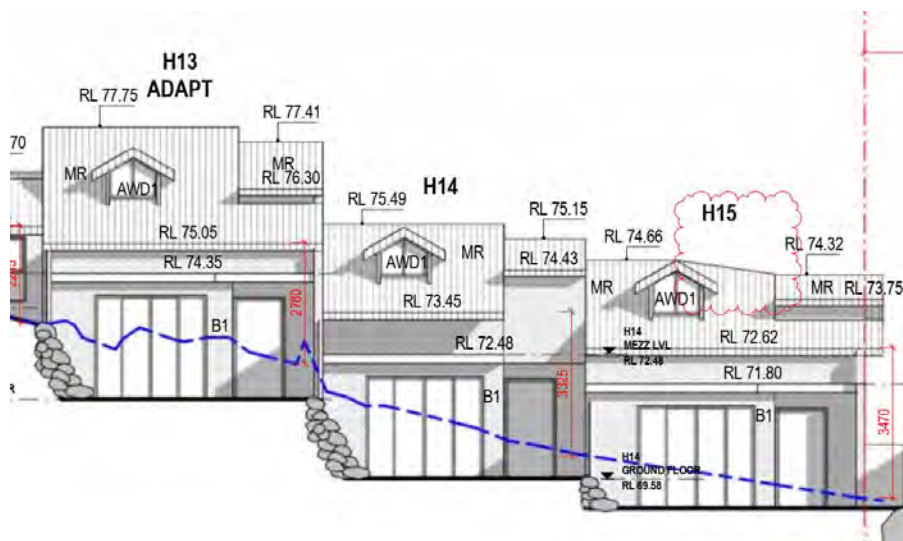 H13
ADAPT
RL 77.75
RL 77.41
70
MR
AWD1
MR
RL 76.30
RL 75.05
RL 74.35
2780
B1
H14
RL 75.49
RL 75.15
AWD1
MR
RL 74.43
RL 73.45
RL 72.48
3325
B1
H15
RL 74.66
RL 74.32
MR
AWD1
MR
RL 73.75
H14
MEZZ LVL
RL 72.48
RL 72.62
RL 71.80
B1
3470
H14
GROUND FLOOR
RL 69.58